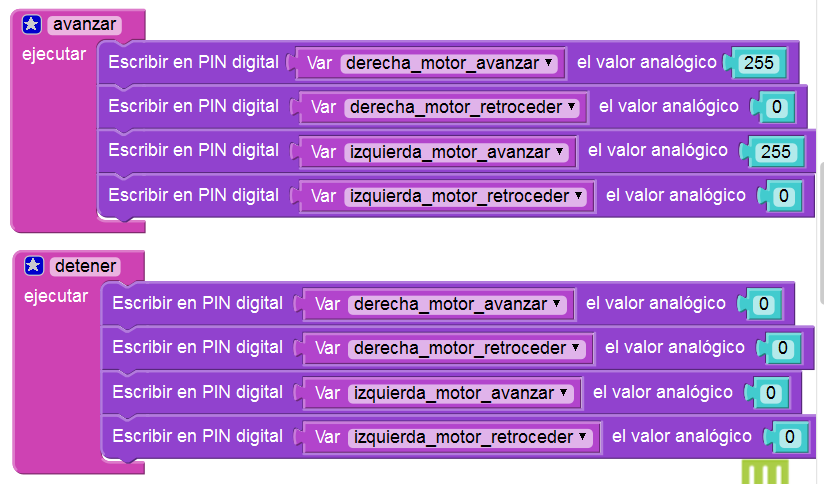 avanzar
ejecutar Escribir en PIN digital Var derecha_motor_avanzar el valor analógico 255
Escribir en PIN digital Var derecha_motor_retroceder el valor analógico 0
Escribir en PIN digital Var izquierda_motor_avanzar el valor analógico 255
Escribir en PIN digital Var izquierda_motor_retroceder el valor analógico 0
detener
ejecutar Escribir en PIN digital Var derecha_motor_avanzar el valor analógico 0
Escribir en PIN digital Var derecha_motor_retroceder el valor analógico 0
Escribir en PIN digital Var izquierda_motor_avanzar el valor analógico 0
Escribir en PIN digital Var izquierda_motor_retroceder el valor analógico 0